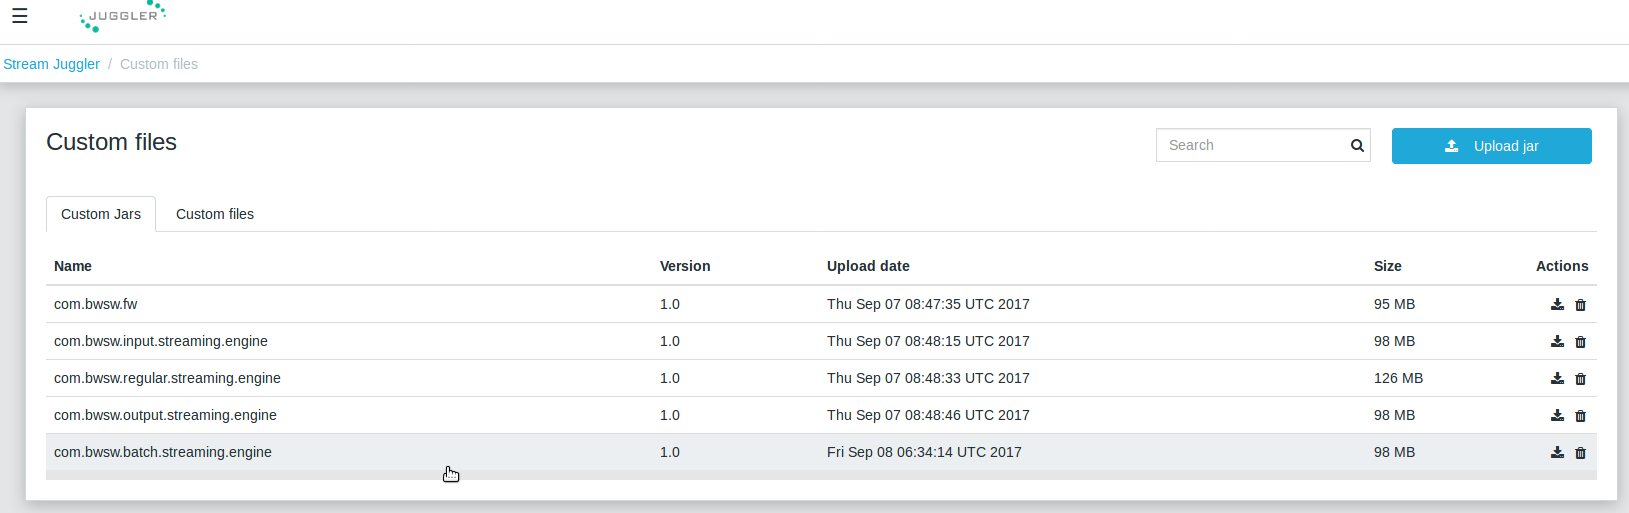 JUGGLER
Stream Juggler / Custom files
Custom files
Search
Upload jar
Custom Jars Custom files
Name Version Upload date Size Actions
com.bwsw.fw 1.0 Thu Sep 07 08:47:35 UTC 2017 95 MB
com.bwsw.input.streaming.engine 1.0 Thu Sep 07 08:48:15 UTC 2017 98 MB
com.bwsw.regular.streaming.engine 1.0 Thu Sep 07 08:48:33 UTC 2017 126 MB
com.bwsw.output.streaming.engine 1.0 Thu Sep 07 08:48:46 UTC 2017 98 MB
com.bwsw.batch.streaming.engine 1.0 Fri Sep 08 06:34:14 UTC 2017 98 MB